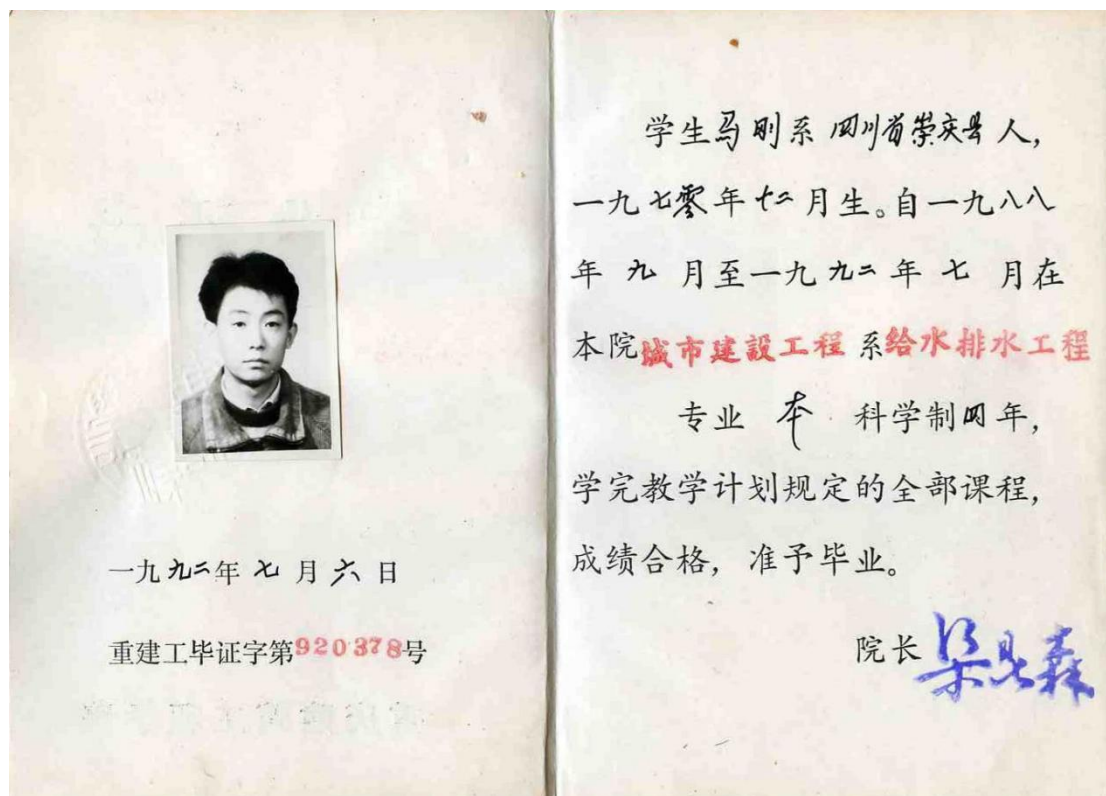 一九九二年七月六日
重建工毕证字第920378号
学生马刚系四川省崇庆县人，
一九七零年十二月生。自一九八八
年九月至一九九二年七月在
本院城市建設工程系给水排水工程
专业本科学制四年，
学完教学计划规定的全部课程，
成绩合格，准予毕业。
院长